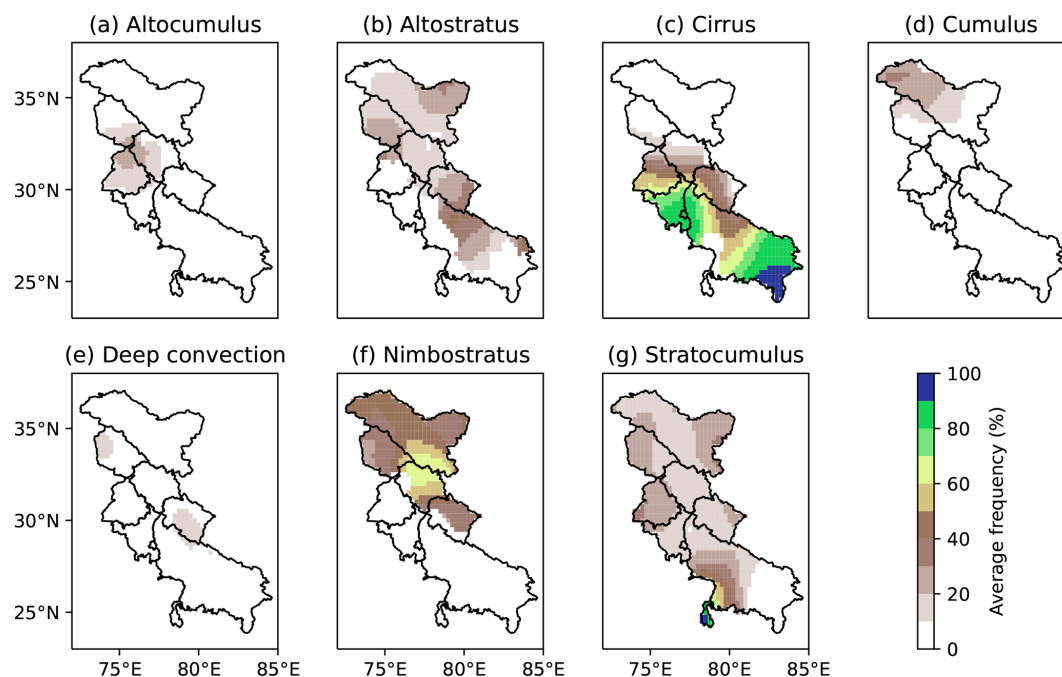 (a) Altocumulus
(b) Altostratus
(c) Cirrus
(d) Cumulus
35°N
30°N
25°N
(e) Deep convection
(f) Nimbostratus
(g) Stratocumulus
35°N
30°N
25°N
75°E
80°E
85°E
75°E
80°E
85°E
75°E
80°E
85°E
100
80
60
40
20
0
Average frequency (%)